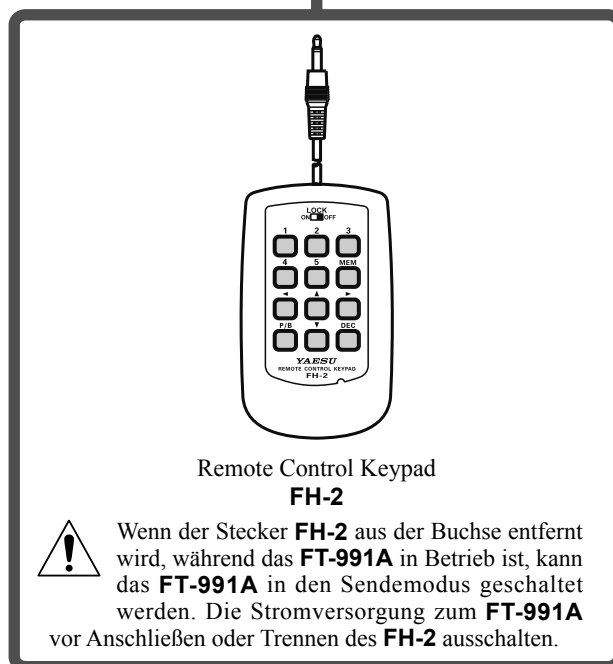 LOCK
ON OFF
1 2 3
4 5 MEM
◄ ▲ ►
P/B ▼ DEC
YAESU
REMOTE CONTROL KEYPAD
FH-2
Remote Control Keypad
FH-2
Wenn der Stecker FH-2 aus der Buchse entfernt
wird, während das FT-991A in Betrieb ist, kann
das FT-991A in den Sendemodus geschaltet
werden. Die Stromversorgung zum FT-991A
vor Anschließen oder Trennen des FH-2 ausschalten.